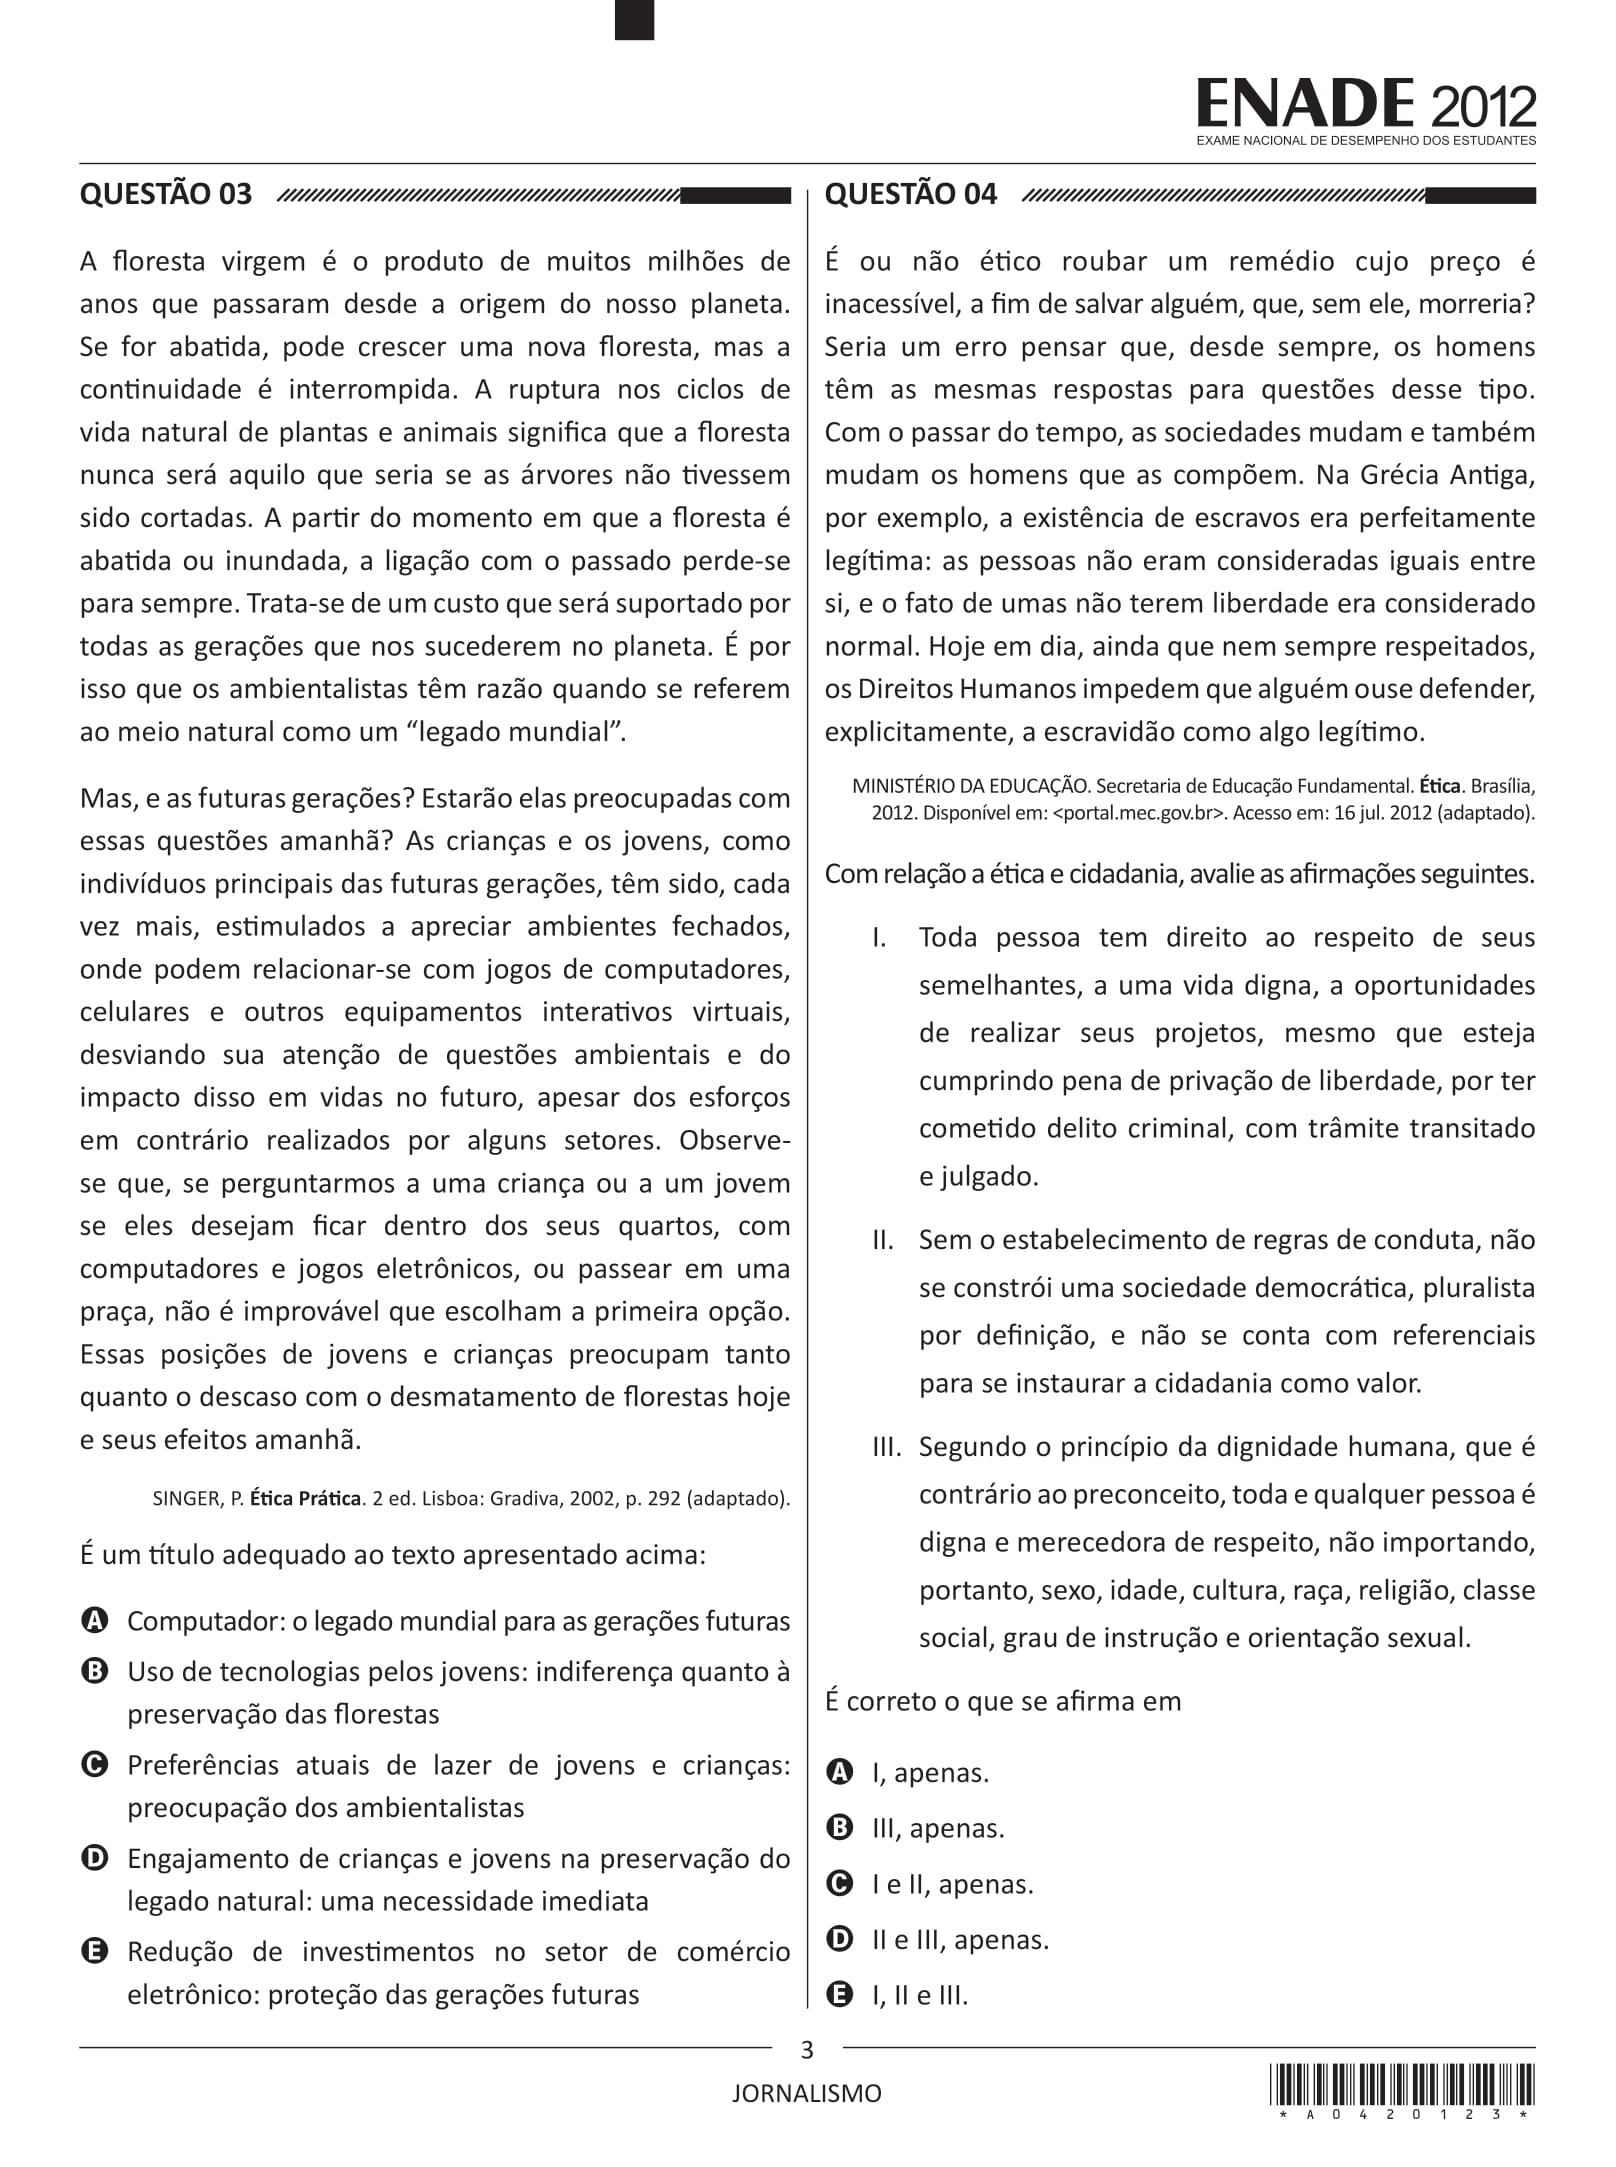 ENADE 2012
EXAME NACIONAL DE DESEMPENHO DOS ESTUDANTES
QUESTÃO 03
A floresta virgem é o produto de muitos milhões de
anos que passaram desde a origem do nosso planeta.
Se for abatida, pode crescer uma nova floresta, mas a
continuidade é interrompida. A ruptura nos ciclos de
vida natural de plantas e animais significa que a floresta
nunca será aquilo que seria se as árvores não tivessem
sido cortadas. A partir do momento em que a floresta é
abatida ou inundada, a ligação com o passado perde-se
para sempre. Trata-se de um custo que será suportado por
todas as gerações que nos sucederem no planeta. É por
isso que os ambientalistas têm razão quando se referem
ao meio natural como um “legado mundial”.
Mas, e as futuras gerações? Estarão elas preocupadas com
essas questões amanhã? As crianças e os jovens, como
indivíduos principais das futuras gerações, têm sido, cada
vez mais, estimulados a apreciar ambientes fechados,
onde podem relacionar-se com jogos de computadores,
celulares e outros equipamentos interativos virtuais,
desviando sua atenção de questões ambientais e do
impacto disso em vidas no futuro, apesar dos esforços
em contrário realizados por alguns setores. Observe-
se que, se perguntarmos a uma criança ou a um jovem
se eles desejam ficar dentro dos seus quartos, com
computadores e jogos eletrônicos, ou passear em uma
praça, não é improvável que escolham a primeira opção.
Essas posições de jovens e crianças preocupam tanto
quanto o descaso com o desmatamento de florestas hoje
e seus efeitos amanhã.
SINGER, P. Ética Prática. 2 ed. Lisboa: Gradiva, 2002, p. 292 (adaptado).
É um título adequado ao texto apresentado acima:
A Computador: o legado mundial para as gerações futuras
B Uso de tecnologias pelos jovens: indiferença quanto à
preservação das florestas
C Preferências atuais de lazer de jovens e crianças:
preocupação dos ambientalistas
D Engajamento de crianças e jovens na preservação do
legado natural: uma necessidade imediata
E Redução de investimentos no setor de comércio
eletrônico: proteção das gerações futuras
QUESTÃO 04
É ou não ético roubar um remédio cujo preço é
inacessível, a fim de salvar alguém, que, sem ele, morreria?
Seria um erro pensar que, desde sempre, os homens
têm as mesmas respostas para questões desse tipo.
Com o passar do tempo, as sociedades mudam e também
mudam os homens que as compõem. Na Grécia Antiga,
por exemplo, a existência de escravos era perfeitamente
legítima: as pessoas não eram consideradas iguais entre
si, e o fato de umas não terem liberdade era considerado
normal. Hoje em dia, ainda que nem sempre respeitados,
os Direitos Humanos impedem que alguém ouse defender,
explicitamente, a escravidão como algo legítimo.
MINISTÉRIO DA EDUCAÇÃO. Secretaria de Educação Fundamental. Ética. Brasília,
2012. Disponível em: <portal.mec.gov.br>. Acesso em: 16 jul. 2012 (adaptado).
Com relação a ética e cidadania, avalie as afirmações seguintes.
I. Toda pessoa tem direito ao respeito de seus
semelhantes, a uma vida digna, a oportunidades
de realizar seus projetos, mesmo que esteja
cumprindo pena de privação de liberdade, por ter
cometido delito criminal, com trâmite transitado
e julgado.
II. Sem o estabelecimento de regras de conduta, não
se constrói uma sociedade democrática, pluralista
por definição, e não se conta com referenciais
para se instaurar a cidadania como valor.
III. Segundo o princípio da dignidade humana, que é
contrário ao preconceito, toda e qualquer pessoa é
digna e merecedora de respeito, não importando,
portanto, sexo, idade, cultura, raça, religião, classe
social, grau de instrução e orientação sexual.
É correto o que se afirma em
A I, apenas.
B III, apenas.
C I e II, apenas.
D II e III, apenas.
E I, II e III.
3
JORNALISMO
* A 0 4 2 0 1 2 3 *